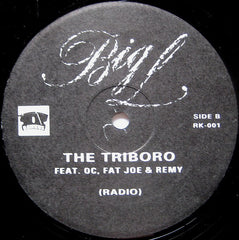 Big L
SIDE B
RK-001
THE TRIBORO
FEAT. OC, FAT JOE & REMY
(RADIO)